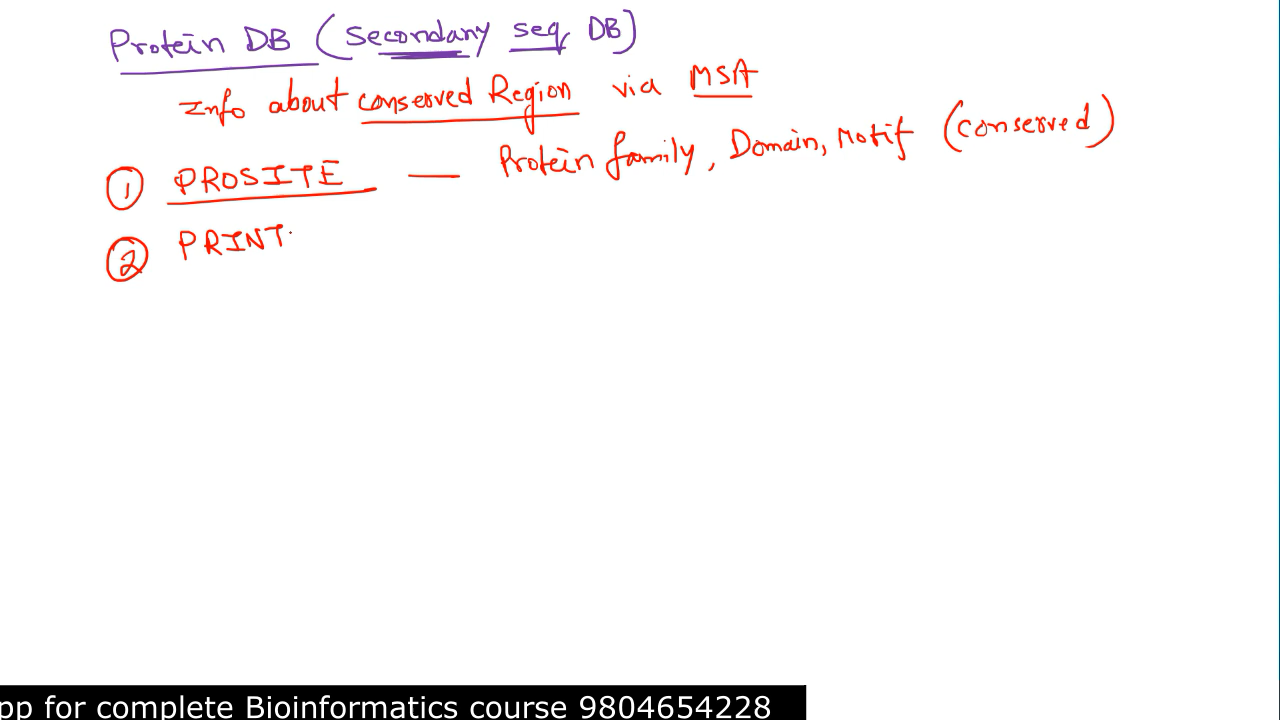 Protein DB (secondary seq DB)
Info about conserved Region via MSA
① PROSITE — Protein family, Domain, Motif (conserved)
② PRINT
pp for complete Bioinformatics course 9804654228